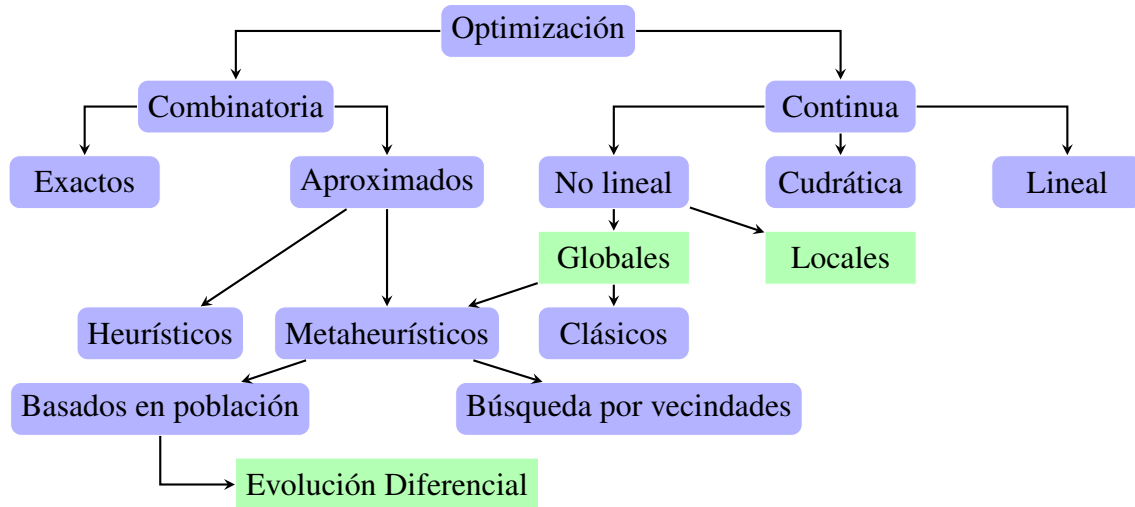 Optimización
Combinatoria
Continua
Exactos
Aproximados
No lineal
Cudrática
Lineal
Globales
Locales
Heurísticos
Metaheurísticos
Clásicos
Basados en población
Búsqueda por vecindades
Evolución Diferencial